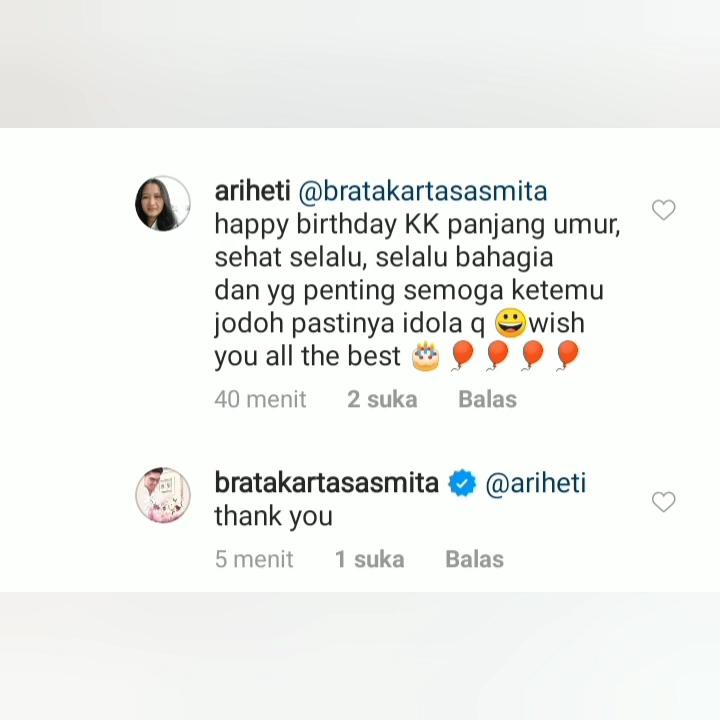 ariheti @bratakartasasmita
happy birthday KK panjang umur,
sehat selalu, selalu bahagia
dan yg penting semoga ketemu
jodoh pastinya idola q 😀wish
you all the best 🎂🎈🎈🎈🎈
40 menit 2 suka Balas
bratakartasasmita @ariheti
thank you
5 menit 1 suka Balas